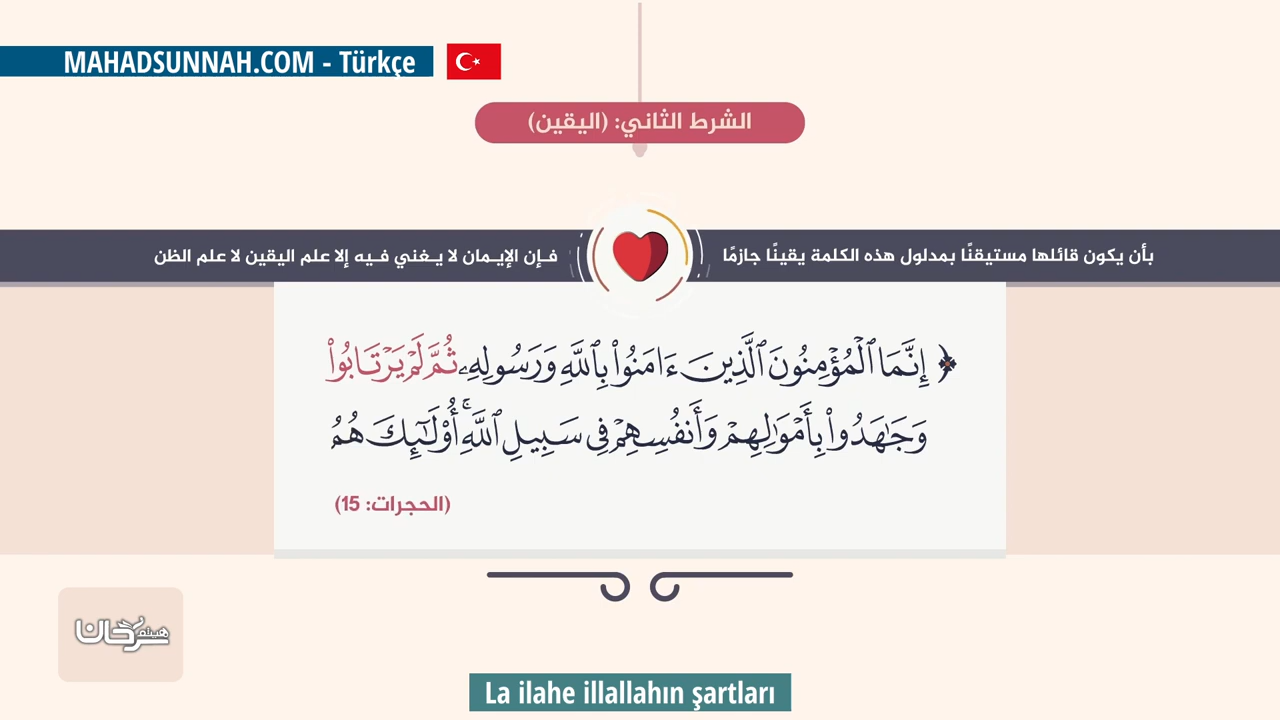 MAHADSUNNAH.COM - Türkçe
الشرط الثاني: (اليقين)
بأن يكون قائلها مستيقنًا بمدلول هذه الكلمة يقينًا جازمًا
فإن الإيمان لا يغني فيه إلا علم اليقين لا علم الظن
﴿ إِنَّمَا ٱلْمُؤْمِنُونَ ٱلَّذِينَ ءَامَنُوا۟ بِٱللَّهِ وَرَسُولِهِۦ ثُمَّ لَمْ يَرْتَابُوا۟
وَجَٰهَدُوا۟ بِأَمْوَٰلِهِمْ وَأَنفُسِهِمْ فِى سَبِيلِ ٱللَّهِ ۚ أُو۟لَٰٓئِكَ هُمُ
(الحجرات: 15)
هيثم سرحان
La ilahe illallahın şartları